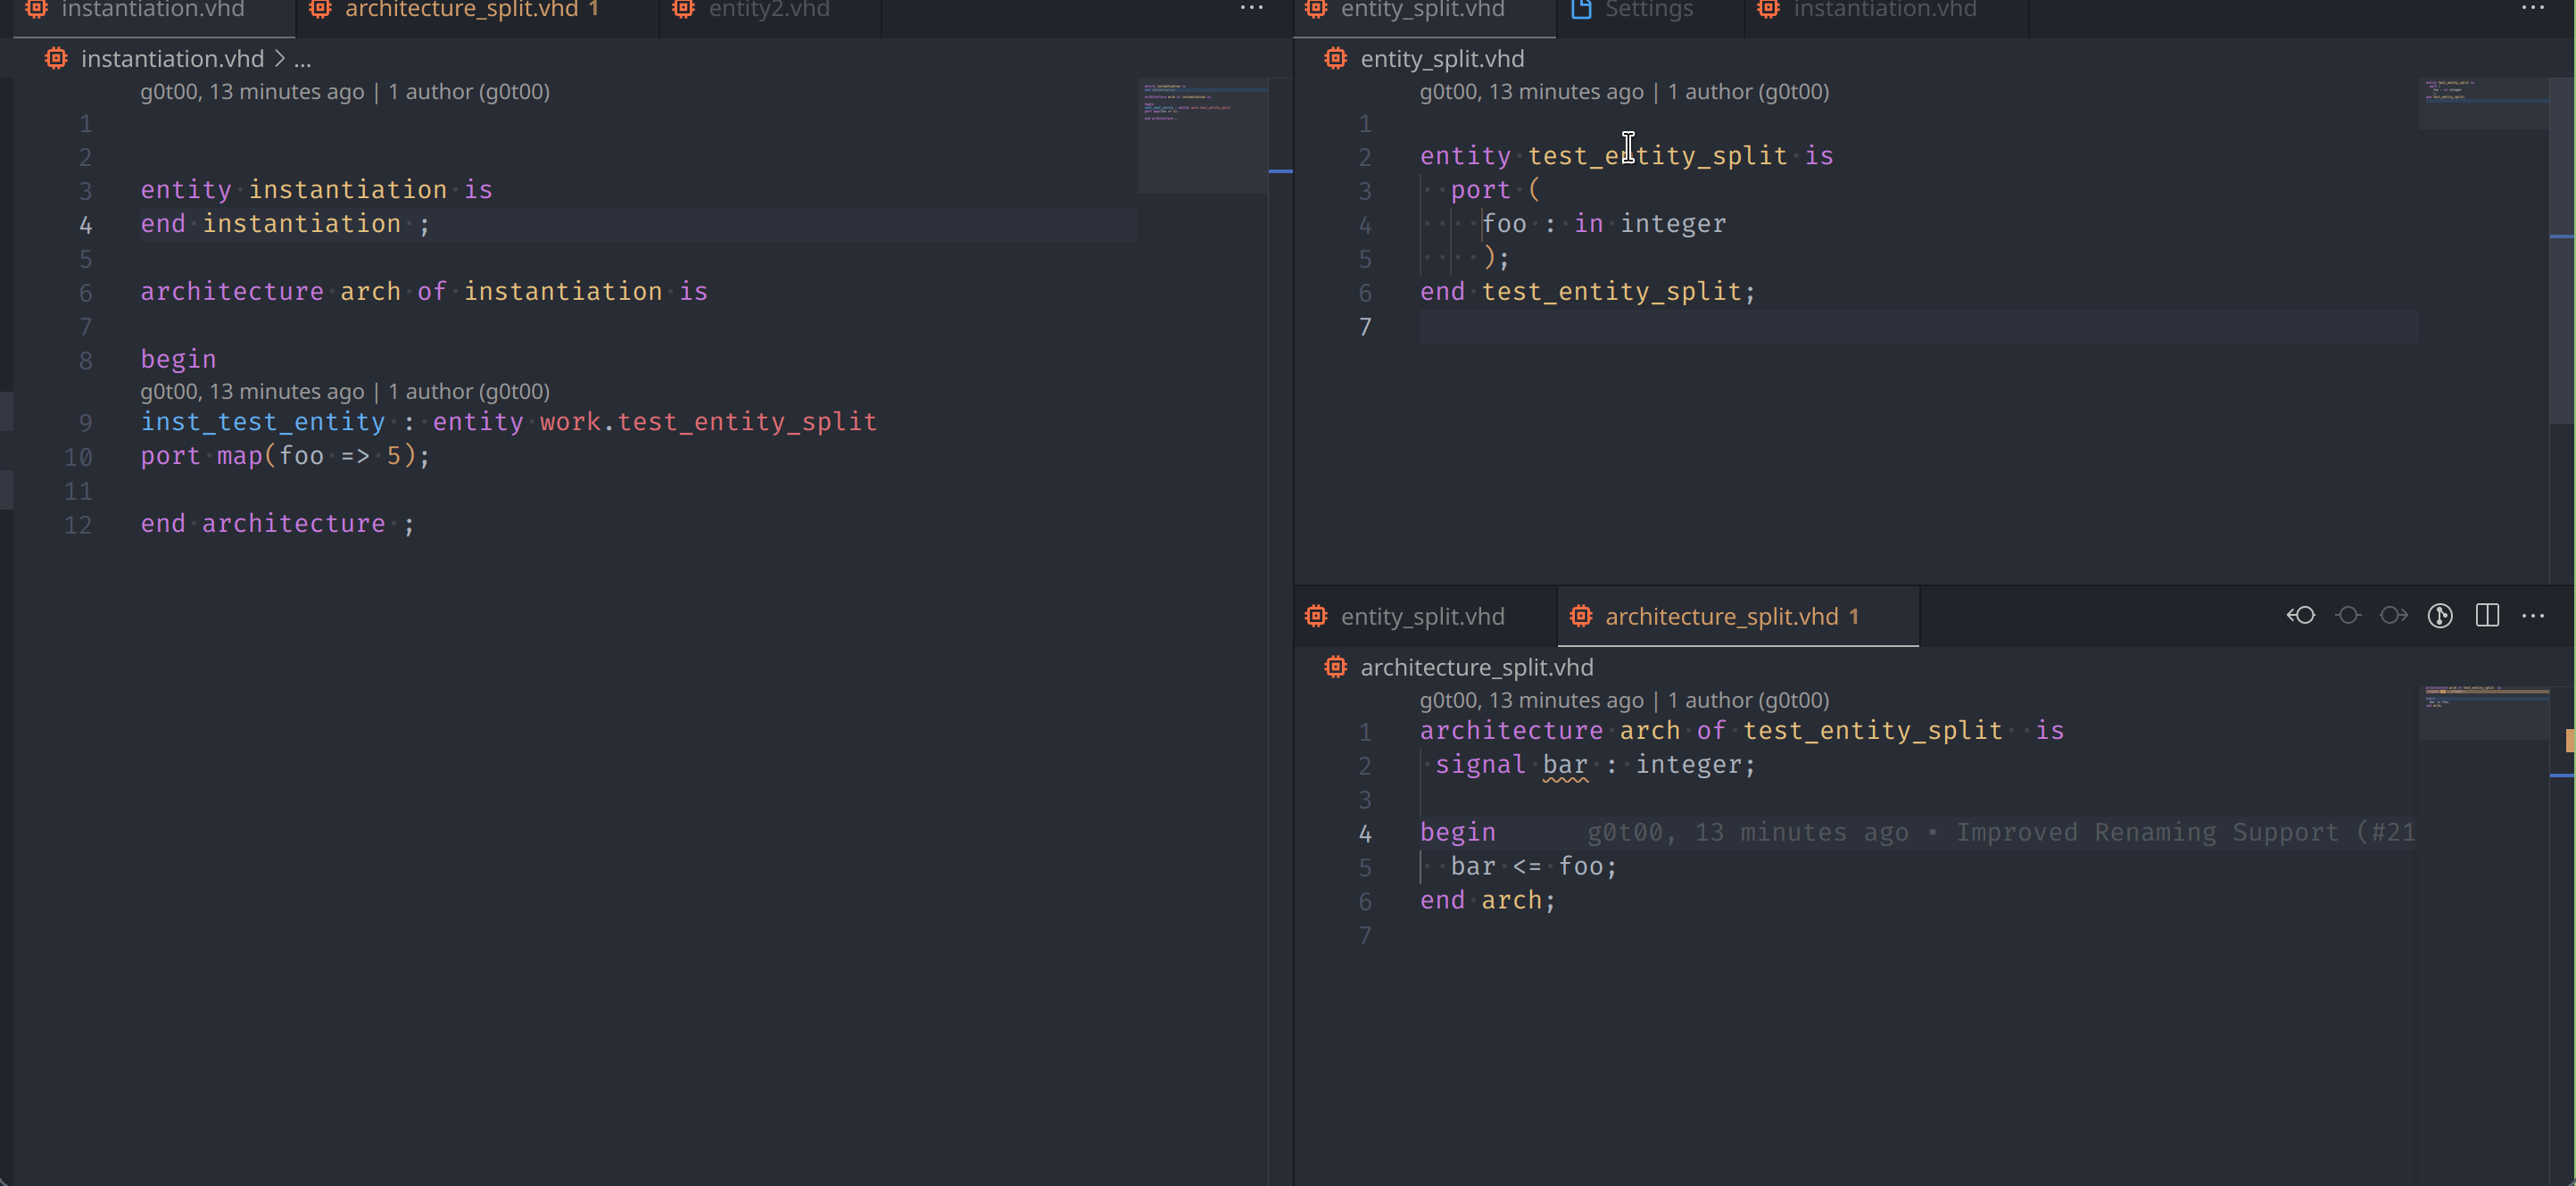 instantiation.vhd
architecture_split.vhd 1
entity2.vhd
instantiation.vhd > ...
g0t00, 13 minutes ago | 1 author (g0t00)
1
2
3 entity instantiation is
4 end instantiation ;
5
6 architecture arch of instantiation is
7
8 begin
g0t00, 13 minutes ago | 1 author (g0t00)
9 inst_test_entity : entity work.test_entity_split
10 port map(foo => 5);
11
12 end architecture ;
entity_split.vhd
Settings
instantiation.vhd
entity_split.vhd
g0t00, 13 minutes ago | 1 author (g0t00)
1
2 entity test_entity_split is
3 port (
4 foo : in integer
5 );
6 end test_entity_split;
7
entity_split.vhd
architecture_split.vhd 1
architecture_split.vhd
g0t00, 13 minutes ago | 1 author (g0t00)
1 architecture arch of test_entity_split  is
2 signal bar : integer;
3
4 begin g0t00, 13 minutes ago • Improved Renaming Support (#21
5 bar <= foo;
6 end arch;
7